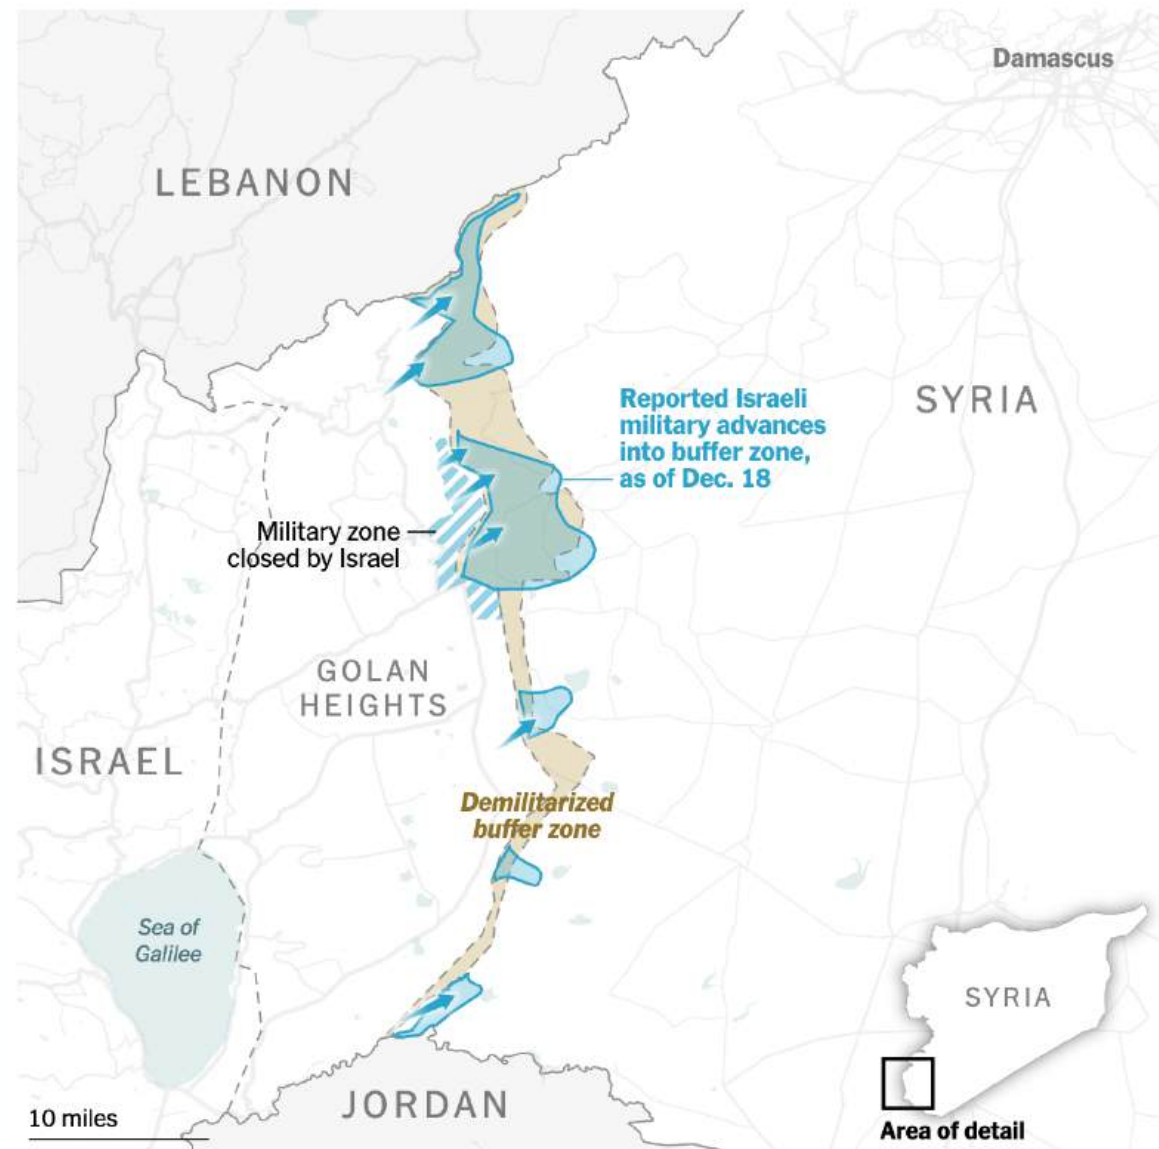 Damascus
LEBANON
SYRIA
Reported Israeli
military advances
into buffer zone,
as of Dec. 18
Military zone
closed by Israel
GOLAN
HEIGHTS
ISRAEL
Demilitarized
buffer zone
Sea of
Galilee
SYRIA
JORDAN
10 miles
Area of detail